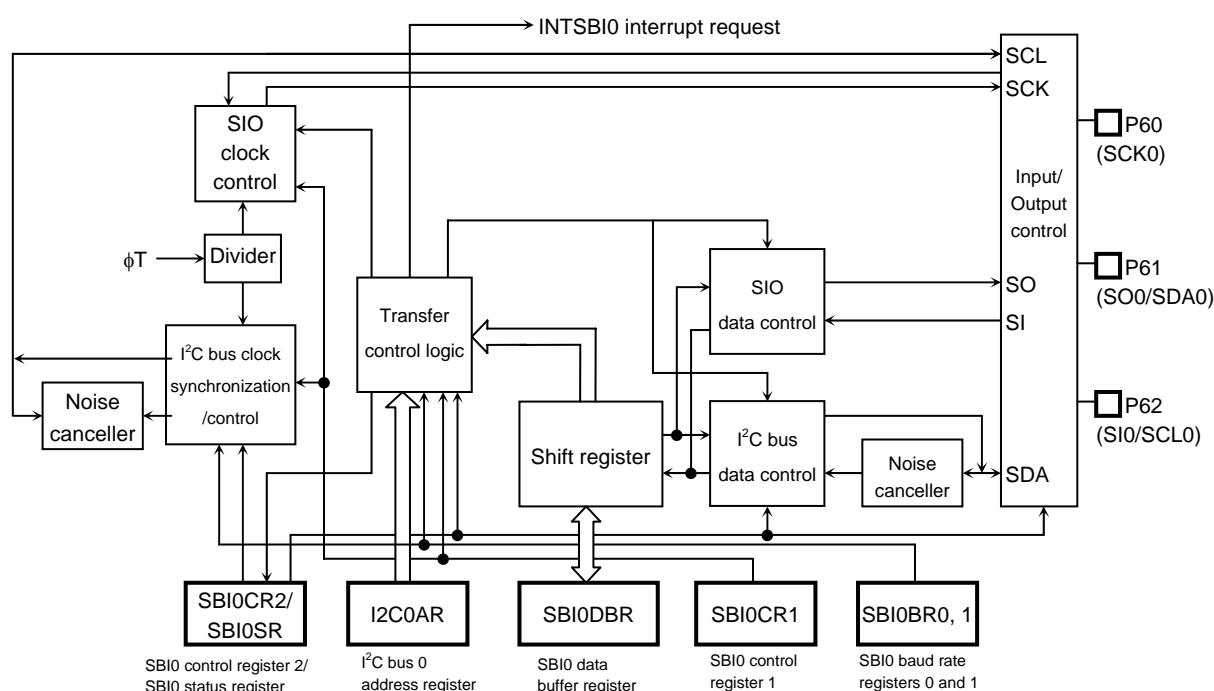 INTSBI0 interrupt request
SCL
SCK
SIO
clock
control
P60
(SCK0)
Input/
Output
control
ϕT
Divider
P61
(SO0/SDA0)
SO
SI
SIO
data control
Transfer
control logic
I²C bus clock
synchronization
/control
Noise
canceller
P62
(SI0/SCL0)
Shift register
I²C bus
data control
Noise
canceller
SDA
SBI0CR2/
SBI0SR
I2C0AR
SBI0DBR
SBI0CR1
SBI0BR0, 1
SBI0 control register 2/
SBI0 status register
I²C bus 0
address register
SBI0 data
buffer register
SBI0 control
register 1
SBI0 baud rate
registers 0 and 1